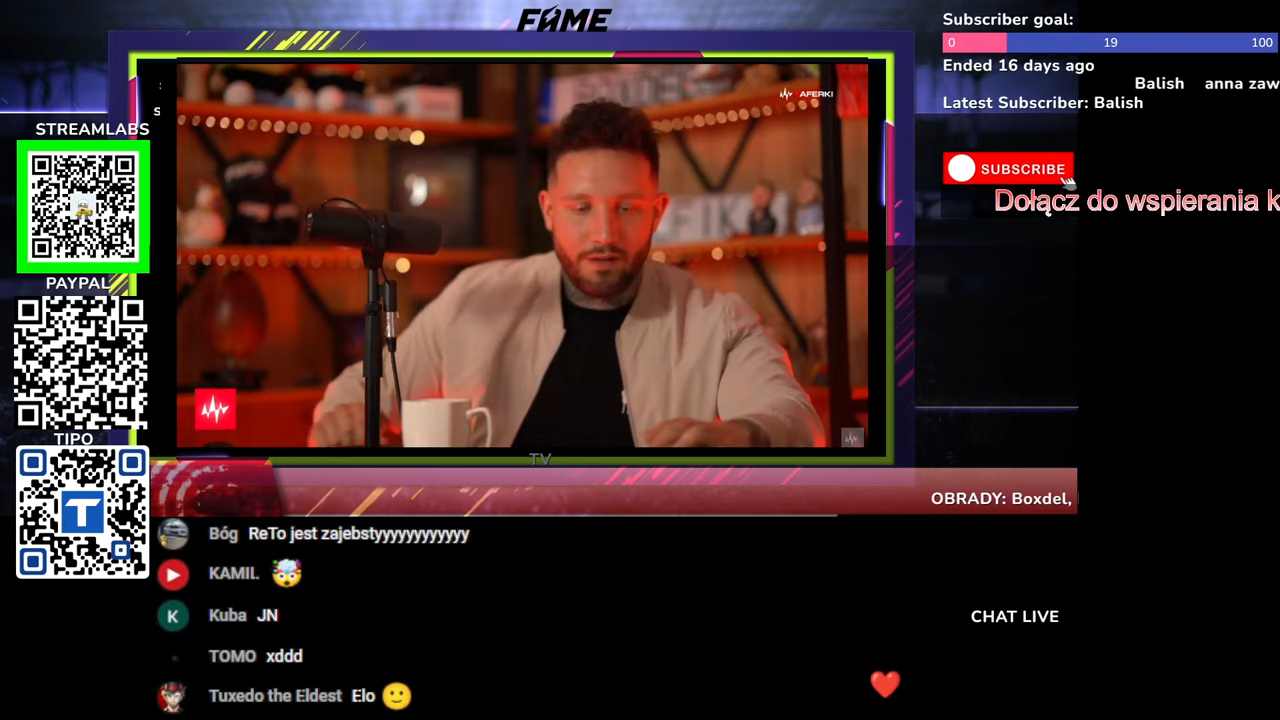 FAME
Subscriber goal:
0 19 100
Ended 16 days ago
Balish anna zaw
Latest Subscriber: Balish
AFERKI
STREAMLABS
SUBSCRIBE
Dołącz do wspierania k
PAYPAL
TIPO
T
TV
OBRADY: Boxdel,
Bóg ReTo jest zajebstyyyyyyyyyyyy
KAMIL.
K Kuba JN
CHAT LIVE
TOMO xddd
Tuxedo the Eldest Elo